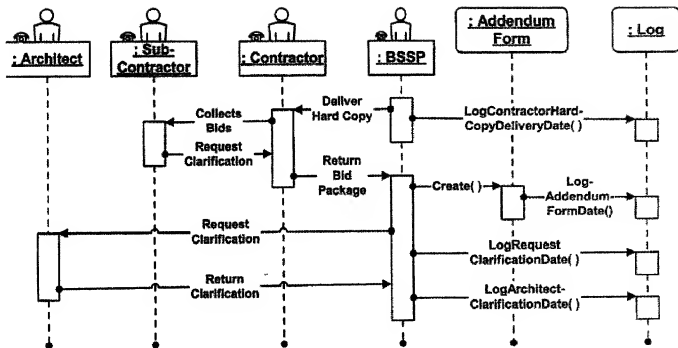 : Architect
: Sub-
Contractor
: Contractor
: BSSP
: Addendum
Form
: Log
Deliver
Hard Copy
LogContractorHard-
CopyDeliveryDate( )
Collects
Bids
Request
Clarification
Return
Bid
Package
Create( )
Log-
Addendum-
FormDate()
Request
Clarification
LogRequest
ClarificationDate( )
Return
Clarification
LogArchitect-
ClarificationDate( )